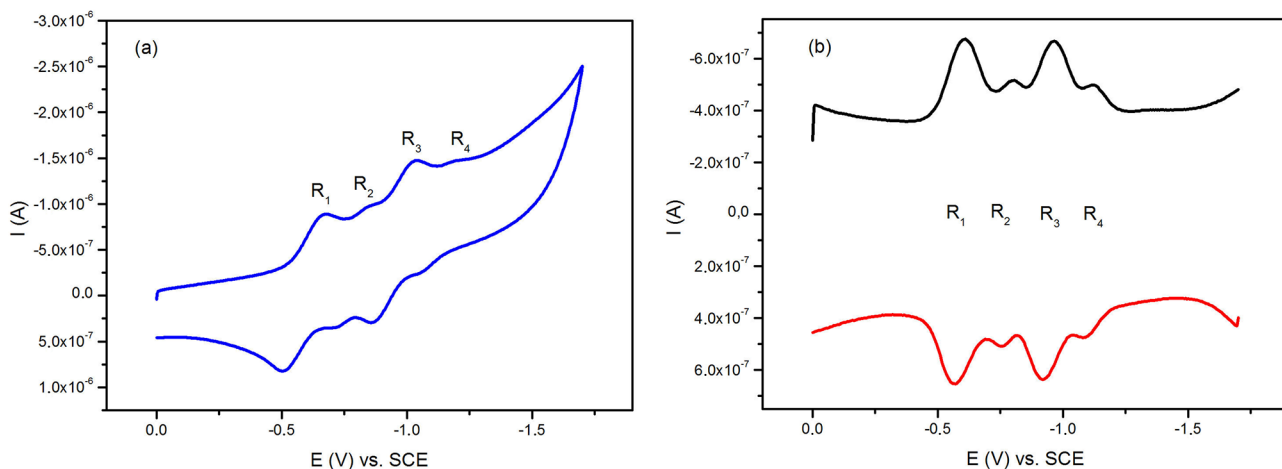 (a)
-3.0x10⁻⁶
-2.5x10⁻⁶
-2.0x10⁻⁶
-1.5x10⁻⁶
-1.0x10⁻⁶
-5.0x10⁻⁷
0.0
5.0x10⁻⁷
1.0x10⁻⁶
I (A)
R₁
R₂
R₃
R₄
0.0 -0.5 -1.0 -1.5
E (V) vs. SCE
(b)
-6.0x10⁻⁷
-4.0x10⁻⁷
-2.0x10⁻⁷
0.0
2.0x10⁻⁷
4.0x10⁻⁷
6.0x10⁻⁷
I (A)
R₁ R₂ R₃ R₄
0.0 -0.5 -1.0 -1.5
E (V) vs. SCE